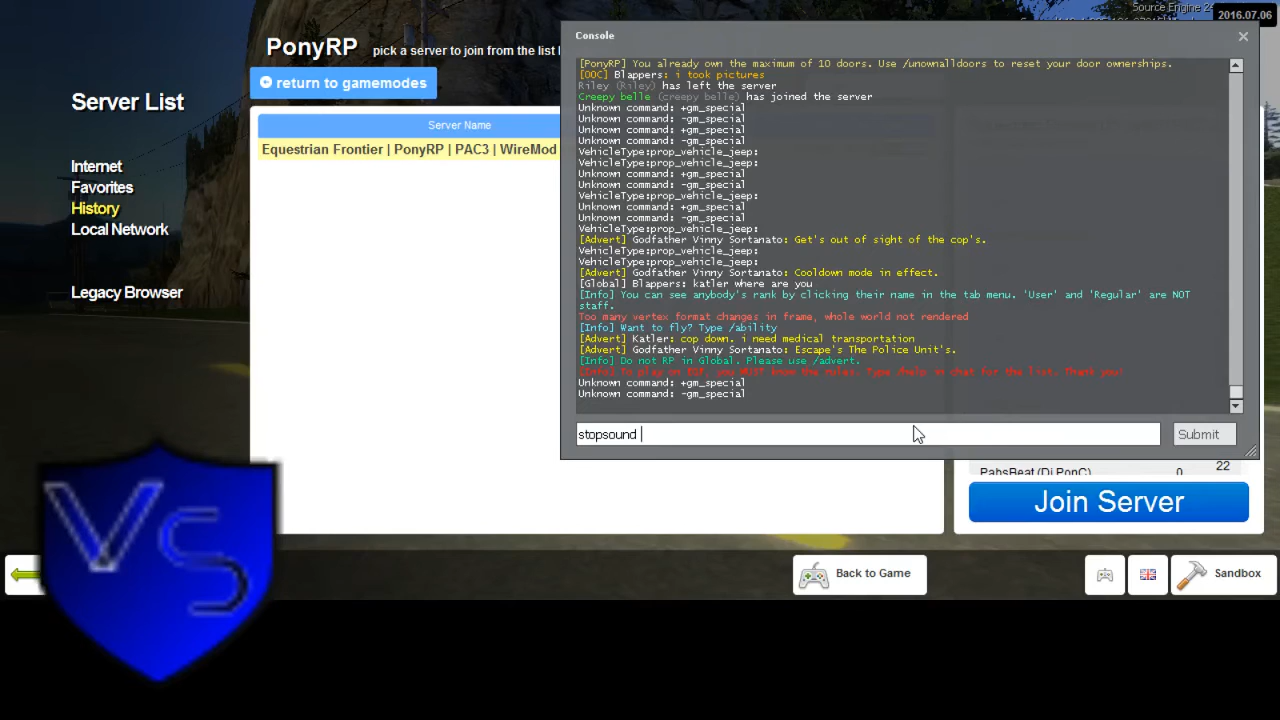 Source Engine 24
2016.07.06
PonyRP pick a server to join from the list
return to gamemodes
Server List
Internet
Favorites
History
Local Network
Legacy Browser
Server Name
Equestrian Frontier | PonyRP | PAC3 | WireMod
Console
[PonyRP] You already own the maximum of 10 doors. Use /unownalldoors to reset your door ownerships.
[OOC] Blappers: i took pictures
Riley (Riley) has left the server
Creepy belle (creepy belle) has joined the server
Unknown command: +gm_special
Unknown command: -gm_special
Unknown command: +gm_special
Unknown command: -gm_special
VehicleType:prop_vehicle_jeep:
VehicleType:prop_vehicle_jeep:
Unknown command: +gm_special
Unknown command: -gm_special
VehicleType:prop_vehicle_jeep:
Unknown command: +gm_special
Unknown command: -gm_special
VehicleType:prop_vehicle_jeep:
[Advert] Godfather Vinny Sortanato: Get's out of sight of the cop's.
VehicleType:prop_vehicle_jeep:
VehicleType:prop_vehicle_jeep:
[Advert] Godfather Vinny Sortanato: Cooldown mode in effect.
[Global] Blappers: katler where are you
[Info] You can see anybody's rank by clicking their name in the tab menu. 'User' and 'Regular' are NOT
staff.
Too many vertex format changes in frame, whole world not rendered
[Info] Want to fly? Type /ability
[Advert] Katler: cop down. i need medical transportation
[Advert] Godfather Vinny Sortanato: Escape's The Police Unit's.
[Info] Do not RP in Global. Please use /advert.
[Info] To play on EQF, you MUST know the rules. Type /help in chat for the list. Thank you!
Unknown command: +gm_special
Unknown command: -gm_special
stopsound
Submit
PabsBeat (Dj PonC) 0 22
Join Server
VS
Back to Game
Sandbox